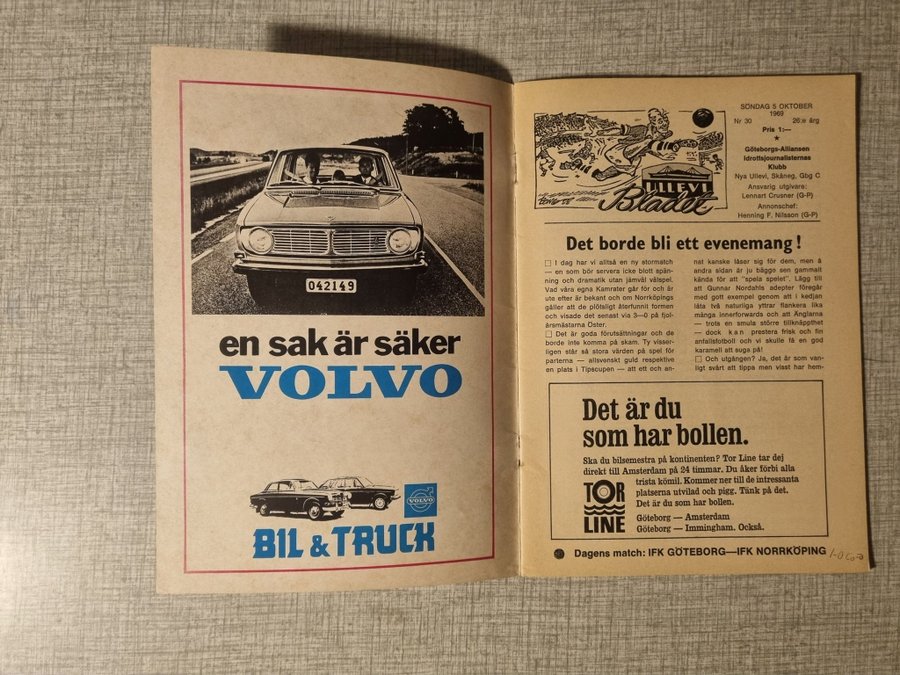 042149
en sak är säker
VOLVO
VOLVO
BIL & TRUCK
ULLEVI
Bladet
SÖNDAG 5 OKTOBER
1969
Nr 30 26:e årg
Pris 1:—
★
Göteborgs-Alliansen
Idrottsjournalisternas
Klubb
Nya Ullevi, Skåneg, Gbg C
Ansvarig utgivare:
Lennart Crusner (G-P)
Annonschef:
Henning F. Nilsson (G-P)
Det borde bli ett evenemang!
☐ I dag har vi alltså en ny stormatch
— en som bör servera icke blott spän-
ning och dramatik utan jämväl välspel.
Vad våra egna Kamrater går för och är
ute efter är bekant och om Norrköpings
gäller att de plötsligt återfunnit formen
och visade det senast via 3—0 på fjol-
årsmästarna Öster.
☐ Det är goda förutsättningar och de
borde inte komma på skam. Ty visser-
ligen står så stora värden på spel för
parterna — allsvenskt guld respektive
en plats i Tipscupen — att ett och an-
nat kanske låser sig för dem, men å
andra sidan är ju bägge sen gammalt
kända för att "spela spelet". Lägg till
att Gunnar Nordahls adepter föregår
med gott exempel genom att i kedjan
låta två naturliga yttrar flankera lika
många innerforwards och att Änglarna
— trots en smula större tillknäppthet
— dock k a n prestera frisk och fin
anfallsfotboll och vi skulle få en god
karamell att suga på!
☐ Och utgången? Ja, det är som van-
ligt svårt att tippa men visst har hem-
Det är du
som har bollen.
Ska du bilsemestra på kontinenten? Tor Line tar dej
direkt till Amsterdam på 24 timmar. Du åker förbi alla
trista kömil. Kommer ner till de intressanta
platserna utvilad och pigg. Tänk på det.
Det är du som har bollen.
TOR
LINE
Göteborg — Amsterdam
Göteborg — Immingham. Också.
Dagens match: IFK GÖTEBORG—IFK NORRKÖPING